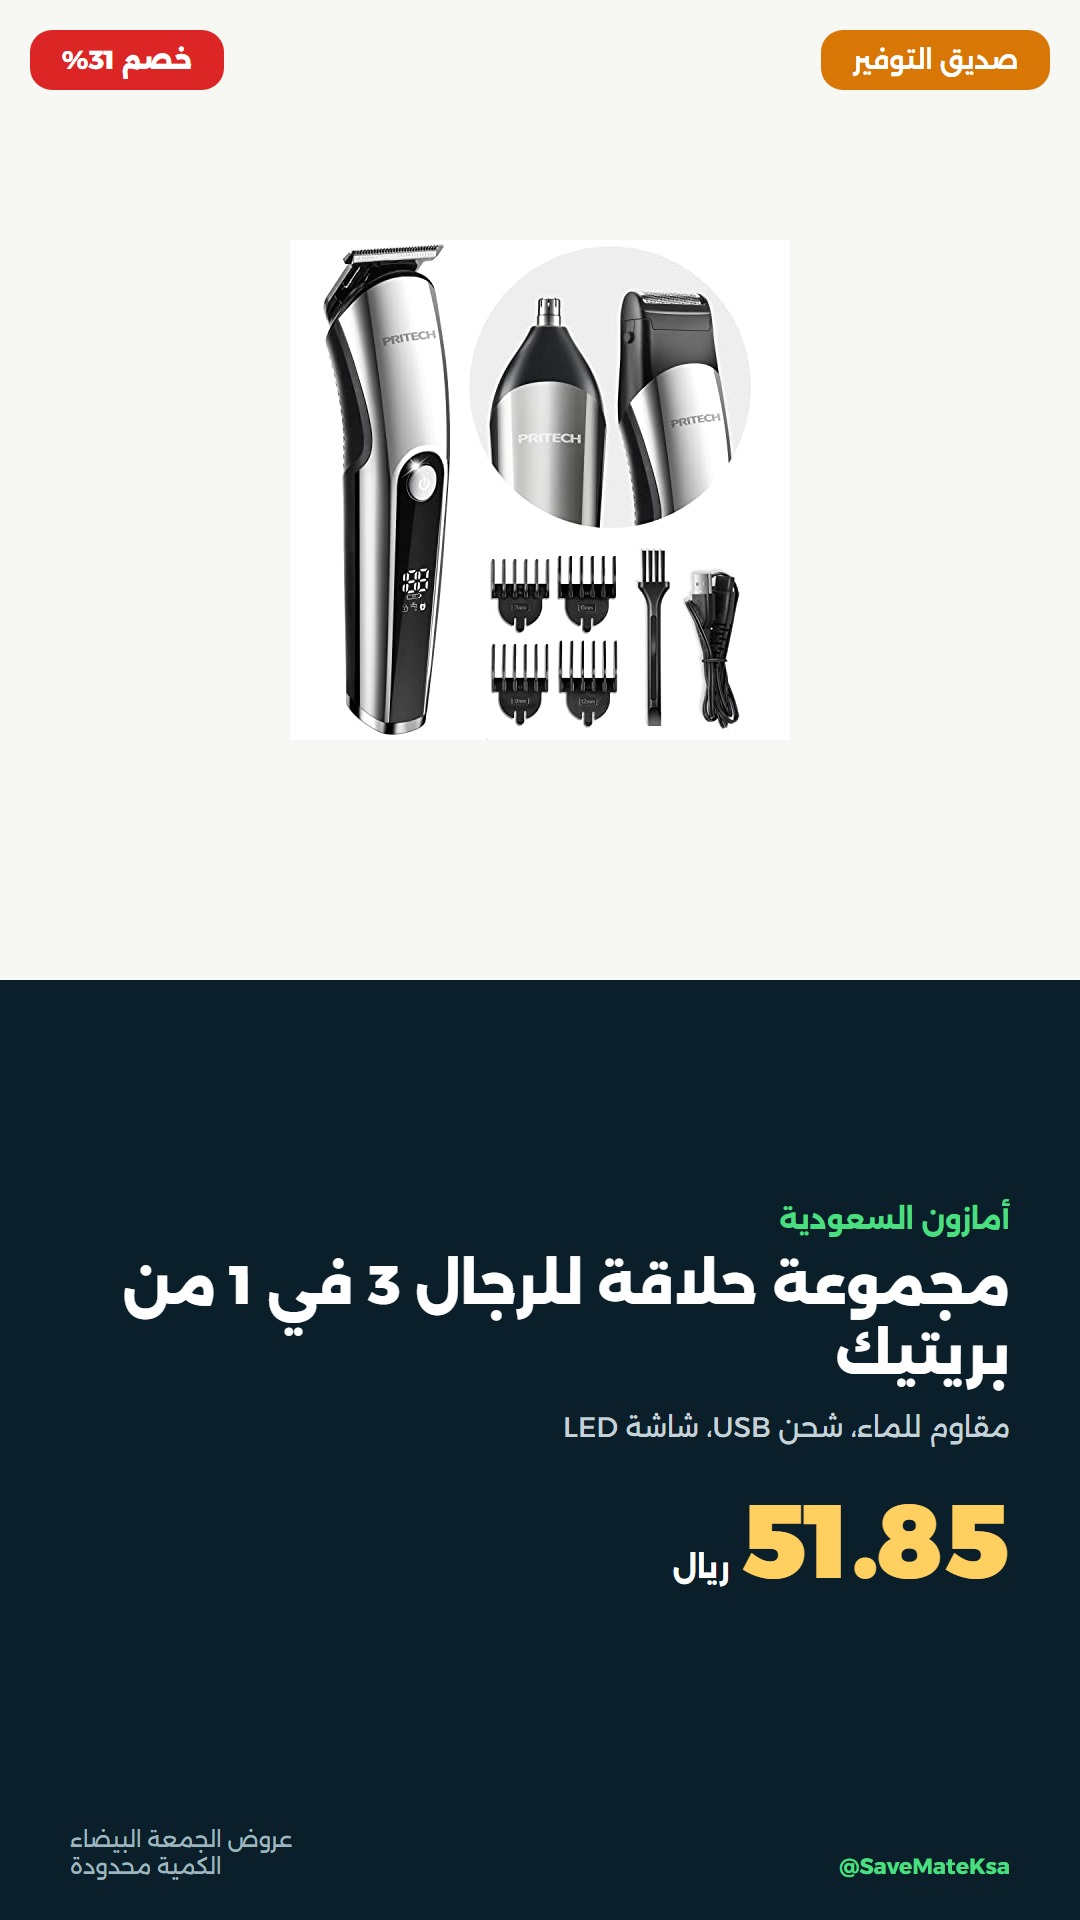 صديق التوفير
خصم 31%
PRITECH
PRITECH
PRITECH
أمازون السعودية
مجموعة حلاقة للرجال 3 في 1 من
بريتيك
مقاوم للماء، شحن USB، شاشة LED
51.85 ريال
عروض الجمعة البيضاء
الكمية محدودة
@SaveMateKsa